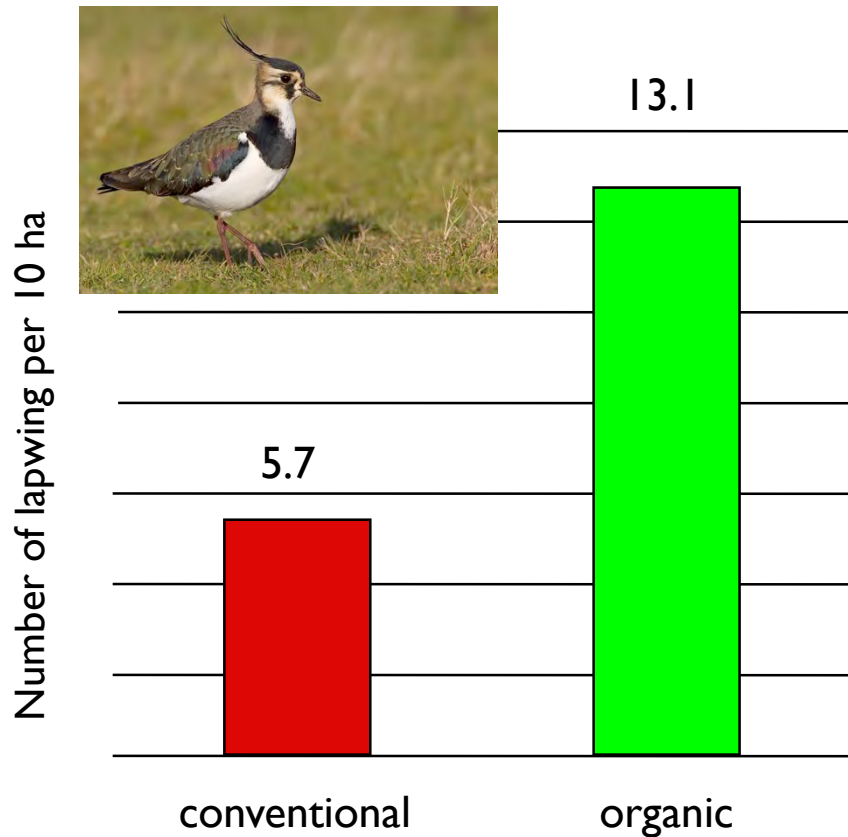 Number of lapwing per 10 ha
13.1
5.7
conventional
organic